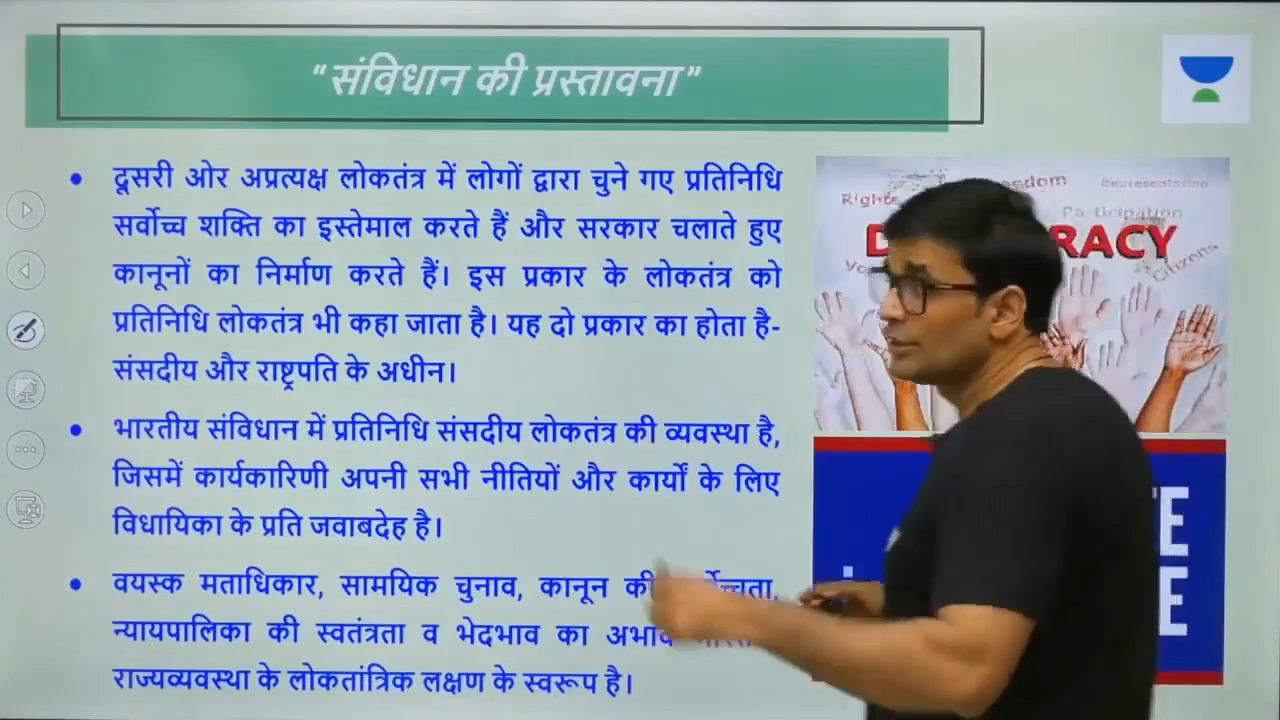 “संविधान की प्रस्तावना”
दूसरी ओर अप्रत्यक्ष लोकतंत्र में लोगों द्वारा चुने गए प्रतिनिधि
सर्वोच्च शक्ति का इस्तेमाल करते हैं और सरकार चलाते हुए
कानूनों का निर्माण करते हैं। इस प्रकार के लोकतंत्र को
प्रतिनिधि लोकतंत्र भी कहा जाता है। यह दो प्रकार का होता है-
संसदीय और राष्ट्रपति के अधीन।
भारतीय संविधान में प्रतिनिधि संसदीय लोकतंत्र की व्यवस्था है,
जिसमें कार्यकारिणी अपनी सभी नीतियों और कार्यों के लिए
विधायिका के प्रति जवाबदेह है।
वयस्क मताधिकार, सामयिक चुनाव, कानून की
न्यायपालिका की स्वतंत्रता व भेदभाव का अभाव
राज्यव्यवस्था के लोकतांत्रिक लक्षण के स्वरूप है।
Representation
Rights
Participation
Citizens